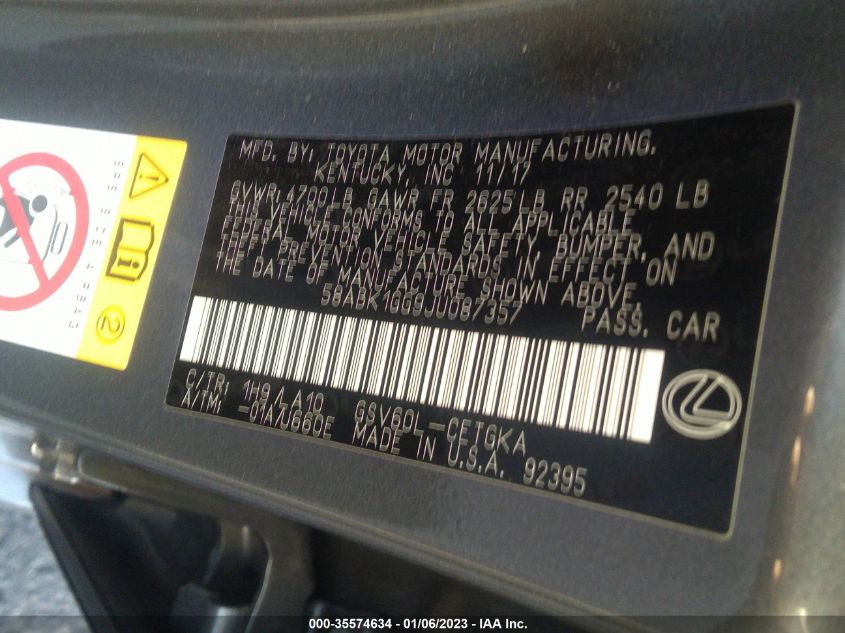 MFD. BY: TOYOTA MOTOR MANUFACTURING,
KENTUCKY, INC 11/17
GVWR: 4700LB GAWR FR 2625 LB RR 2540 LB
THIS VEHICLE CONFORMS TO ALL APPLICABLE
FEDERAL MOTOR VEHICLE SAFETY, BUMPER, AND
THEFT PREVENTION STANDARDS IN EFFECT ON
THE DATE OF MANUFACTURE SHOWN ABOVE.
58ABK1GG9JU087357 PASS. CAR
C/TR: 1H9/LA10 GSV60L-CETGKA
A/TM: -01A/U660E MADE IN U.S.A. 92395
2
000-35574634 | 01/06/2023 | IAA Inc.